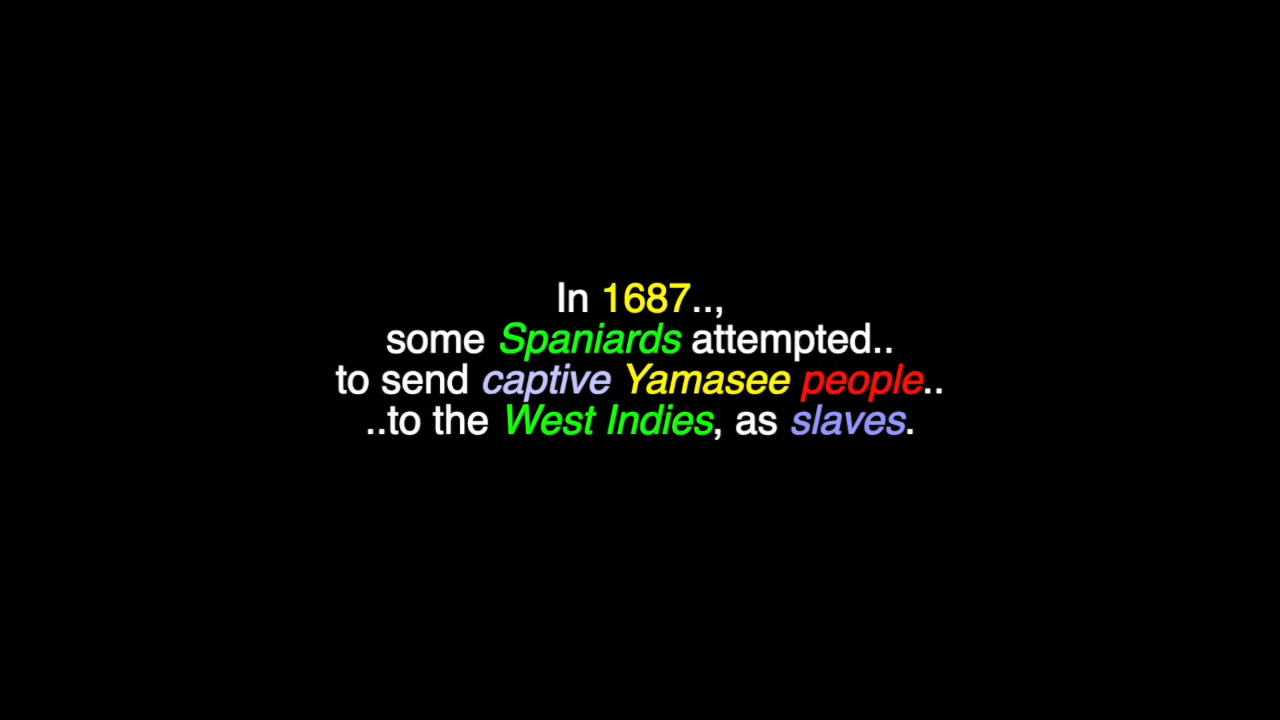 In 1687..,
some Spaniards attempted..
to send captive Yamasee people..
..to the West Indies, as slaves.